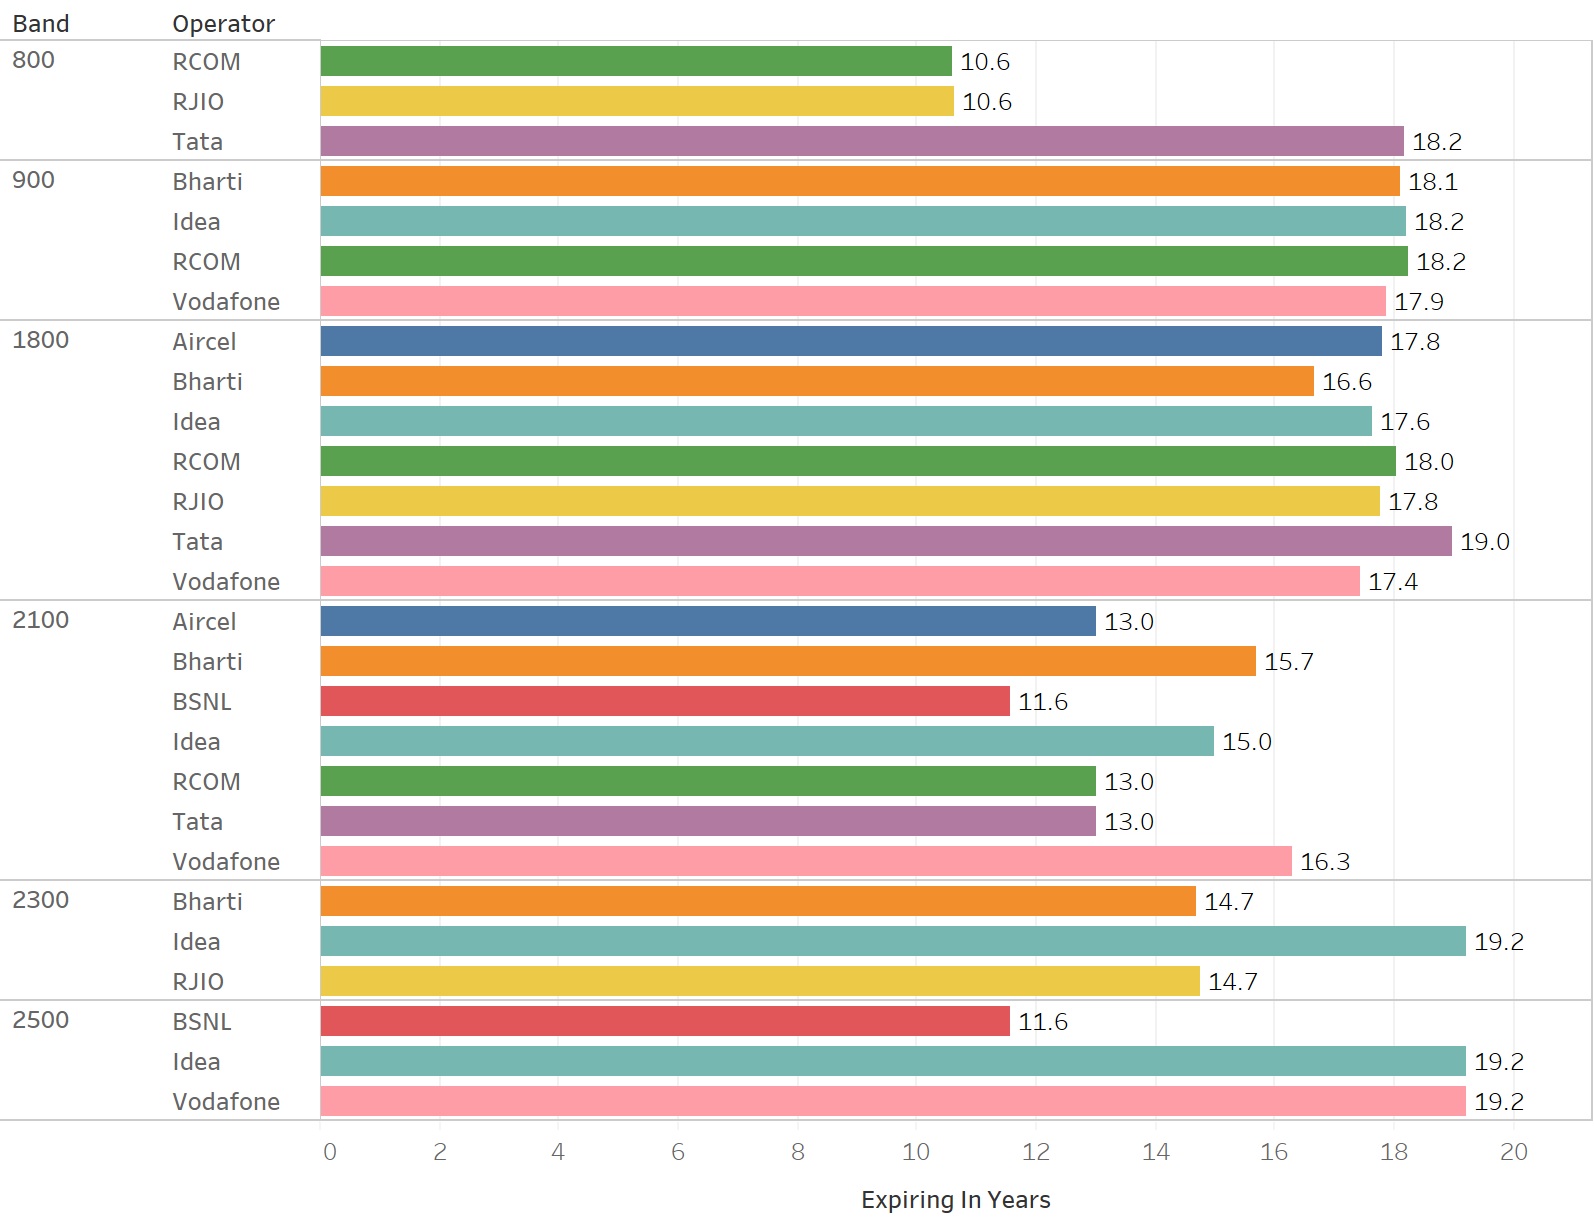 Band Operator
800 RCOM 10.6
RJIO 10.6
Tata 18.2
900 Bharti 18.1
Idea 18.2
RCOM 18.2
Vodafone 17.9
1800 Aircel 17.8
Bharti 16.6
Idea 17.6
RCOM 18.0
RJIO 17.8
Tata 19.0
Vodafone 17.4
2100 Aircel 13.0
Bharti 15.7
BSNL 11.6
Idea 15.0
RCOM 13.0
Tata 13.0
Vodafone 16.3
2300 Bharti 14.7
Idea 19.2
RJIO 14.7
2500 BSNL 11.6
Idea 19.2
Vodafone 19.2
0 2 4 6 8 10 12 14 16 18 20
Expiring In Years